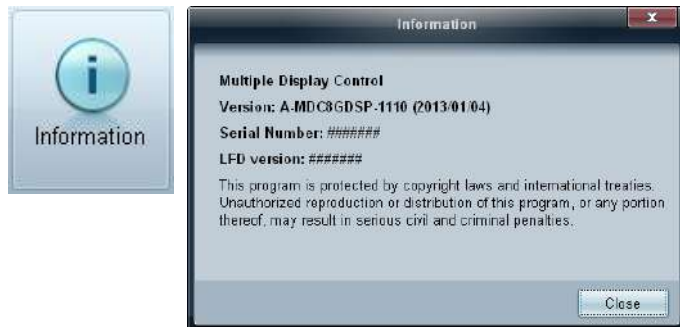 Information
Information
Multiple Display Control
Version: A-MDC8GDSP-1110 (2013/01/04)
Serial Number: #######
LFD version: #######
This program is protected by copyright laws and international treaties.
Unauthorized reproduction or distribution of this program, or any portion
thereof, may result in serious civil and criminal penalties.
Close